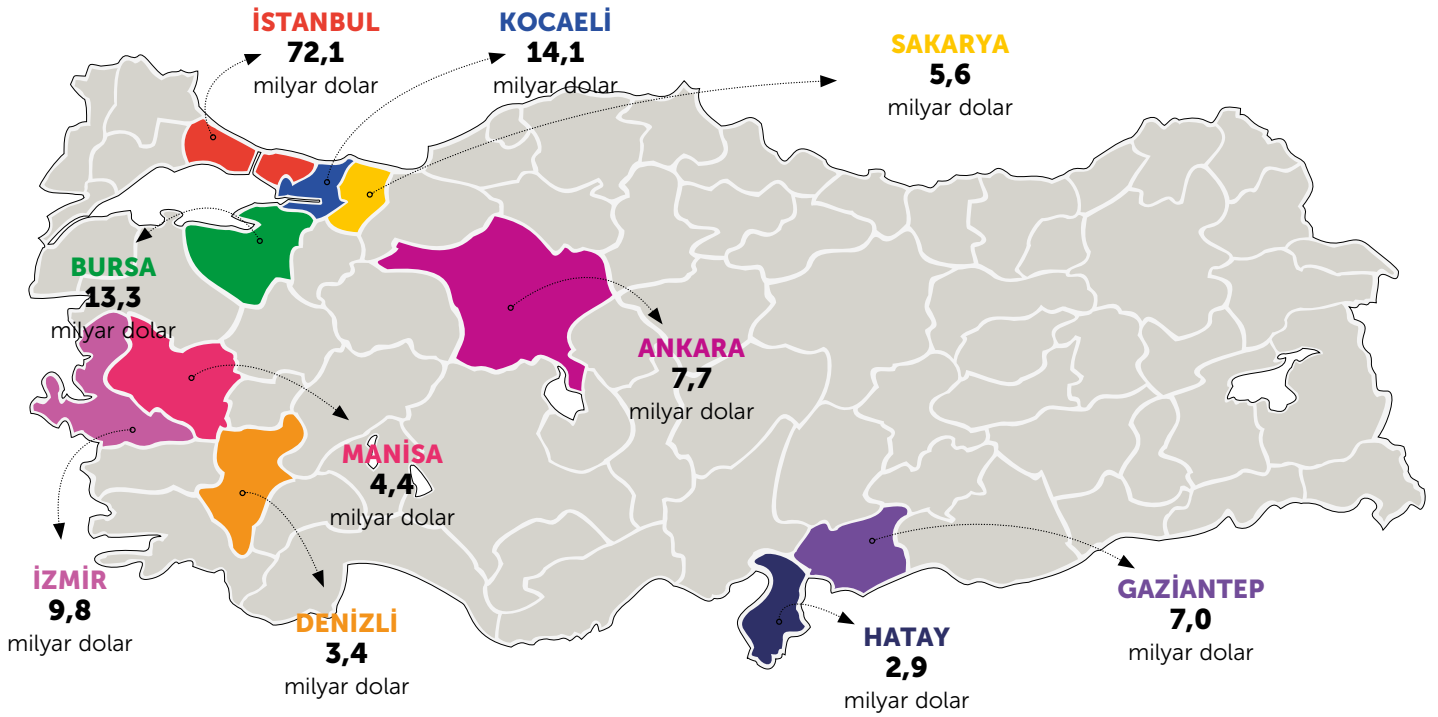 İSTANBUL
72,1
milyar dolar
KOCAELİ
14,1
milyar dolar
SAKARYA
5,6
milyar dolar
BURSA
13,3
milyar dolar
ANKARA
7,7
milyar dolar
MANİSA
4,4
milyar dolar
İZMİR
9,8
milyar dolar
DENİZLİ
3,4
milyar dolar
HATAY
2,9
milyar dolar
GAZİANTEP
7,0
milyar dolar